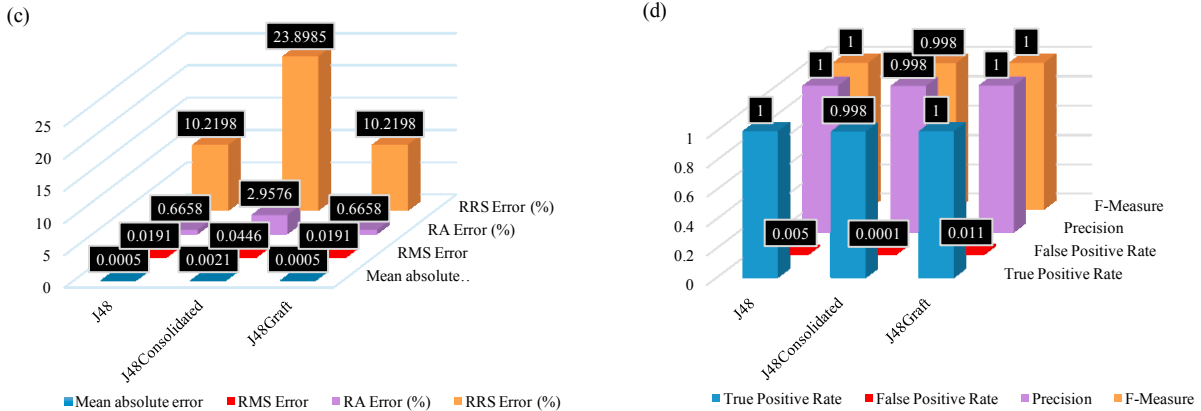 (c)
23.8985
10.2198
10.2198
2.9576
0.6658
0.6658
0.0191
0.0446
0.0191
0.0005
0.0021
0.0005
25
20
15
10
5
0
RRS Error (%)
RA Error (%)
RMS Error
Mean absolute..
J48
J48Consolidated
J48Graft
Mean absolute error
RMS Error
RA Error (%)
RRS Error (%)
(d)
1
0.998
1
1
0.998
1
1
0.998
1
0.005
0.0001
0.011
1
0.8
0.6
0.4
0.2
0
F-Measure
Precision
False Positive Rate
True Positive Rate
J48
J48Consolidated
J48Graft
True Positive Rate
False Positive Rate
Precision
F-Measure